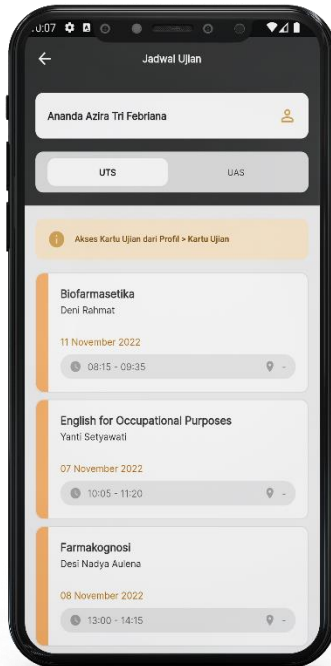 :07
Jadwal Ujian
Ananda Azira Tri Febriana
UTS
UAS
Akses Kartu Ujian dari Profil > Kartu Ujian
Biofarmasetika
Deni Rahmat
11 November 2022
08:15 - 09:35
-
English for Occupational Purposes
Yanti Setyawati
07 November 2022
10:05 - 11:20
-
Farmakognosi
Desi Nadya Aulena
08 November 2022
13:00 - 14:15
-